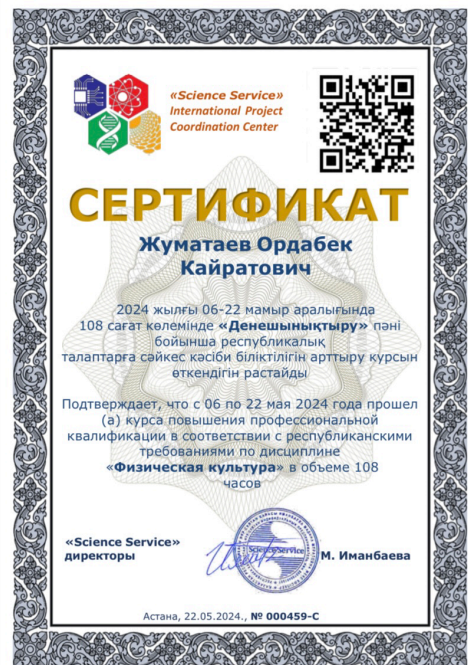 «Science Service»
International Project
Coordination Center
СЕРТИФИКАТ
Жуматаев Ордабек
Кайратович
2024 жылғы 06-22 мамыр аралығында
108 сағат көлемінде «Денешынықтыру» пәні
бойынша республикалық
талаптарға сәйкес кәсіби біліктілігін арттыру курсын
өткендігін растайды
Подтверждает, что с 06 по 22 мая 2024 года прошел
(а) курса повышения профессиональной
квалификации в соответствии с республиканскими
требованиями по дисциплине
«Физическая культура» в объеме 108
часов
«Science Service»
директоры
ScienceService
М. Иманбаева
Астана, 22.05.2024., № 000459-С